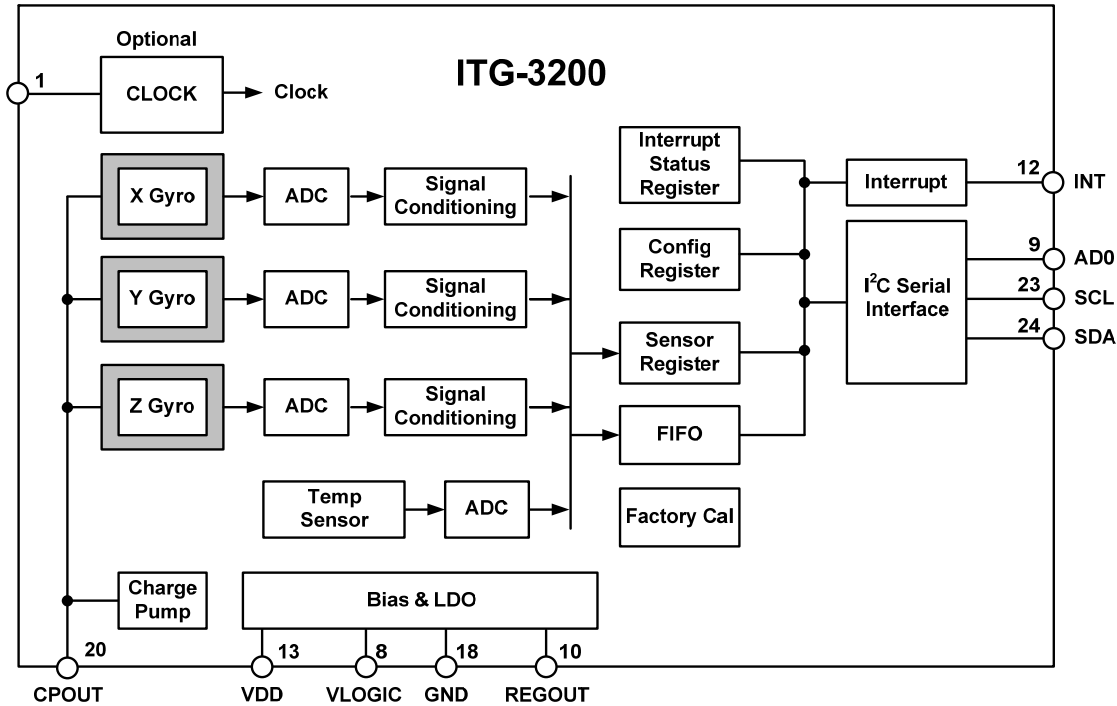 Optional
ITG-3200
1
CLOCK
Clock
X Gyro
ADC
Signal
Conditioning
Interrupt
Status
Register
Interrupt
12
INT
Y Gyro
ADC
Signal
Conditioning
Config
Register
I²C Serial
Interface
9
AD0
23
SCL
24
SDA
Z Gyro
ADC
Signal
Conditioning
Sensor
Register
FIFO
Temp
Sensor
ADC
Factory Cal
Charge
Pump
Bias & LDO
20
13
8
18
10
CPOUT
VDD
VLOGIC
GND
REGOUT